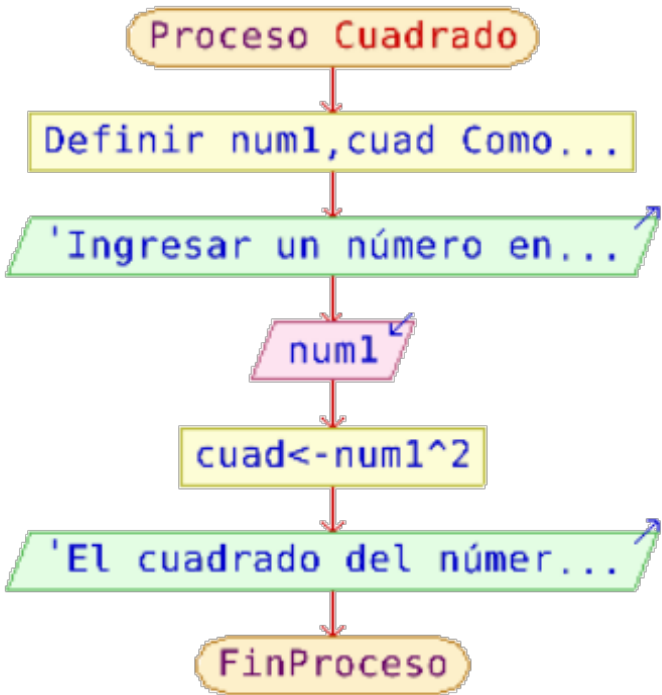 Proceso Cuadrado
Definir num1,cuad Como...
'Ingresar un número en...
num1
cuad<-num1^2
'El cuadrado del númer...
FinProceso